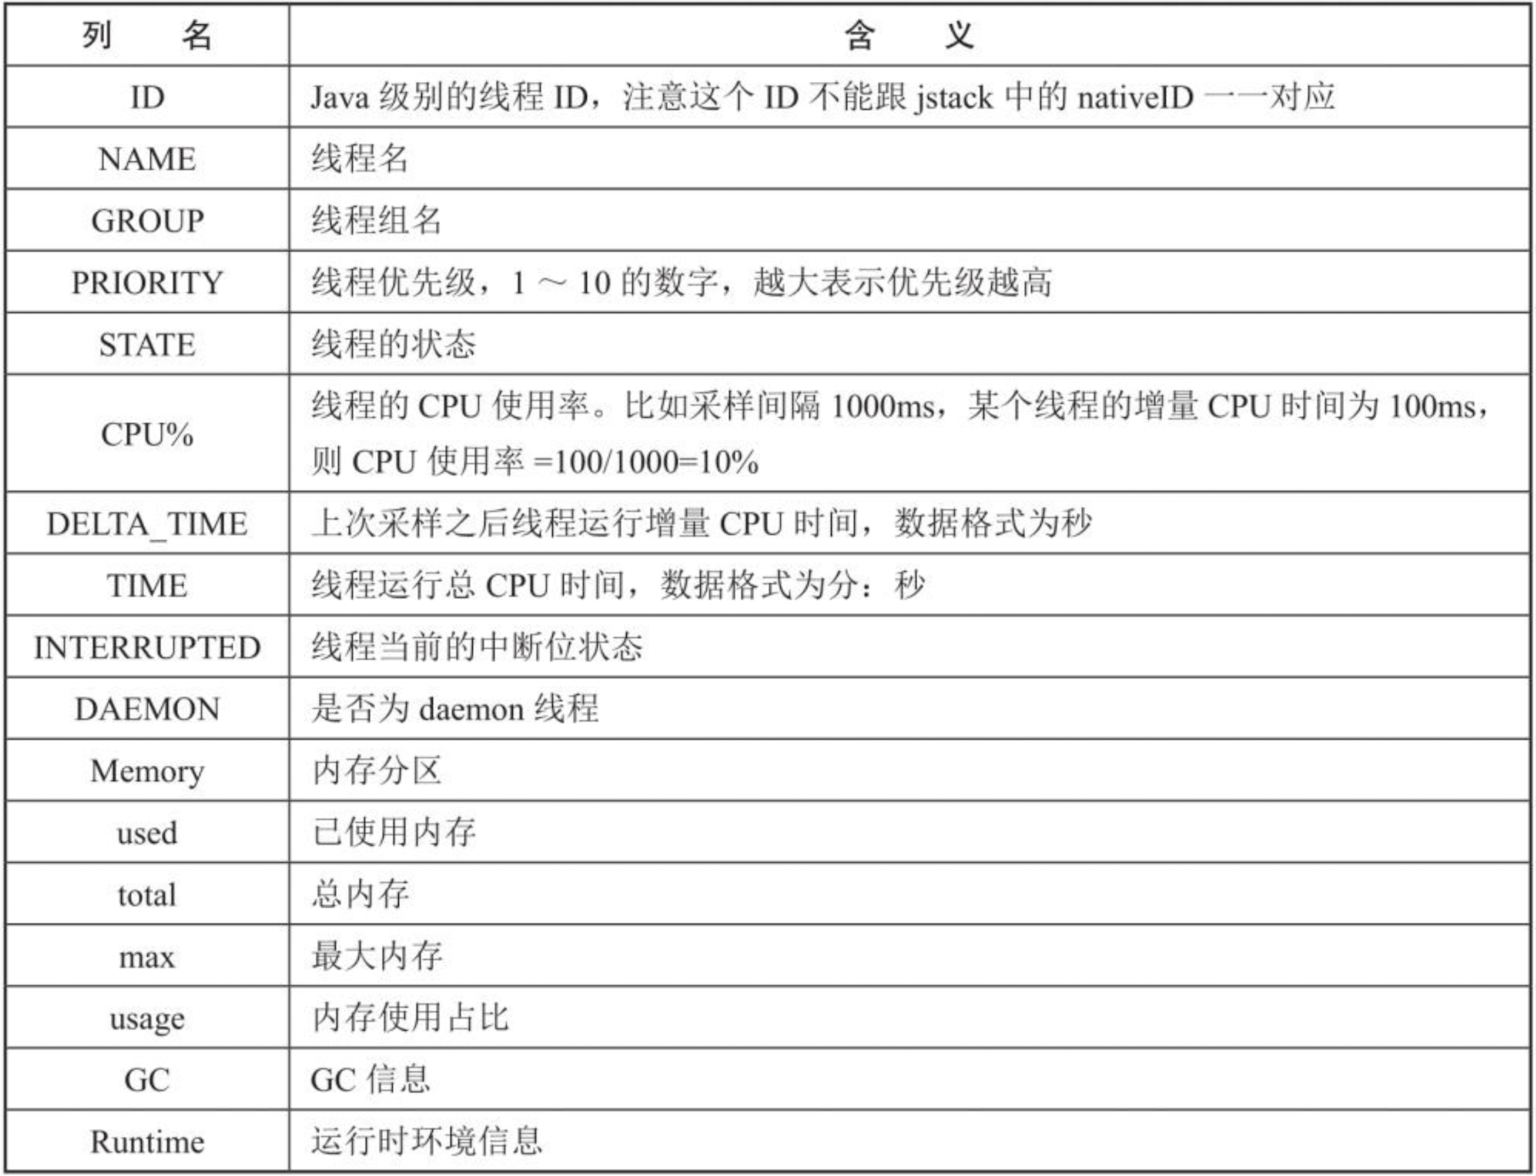 列 名 含 义
ID Java 级别的线程 ID，注意这个 ID 不能跟 jstack 中的 nativeID 一一对应
NAME 线程名
GROUP 线程组名
PRIORITY 线程优先级，1 ～ 10 的数字，越大表示优先级越高
STATE 线程的状态
CPU% 线程的 CPU 使用率。比如采样间隔 1000ms，某个线程的增量 CPU 时间为 100ms，
则 CPU 使用率 =100/1000=10%
DELTA_TIME 上次采样之后线程运行增量 CPU 时间，数据格式为秒
TIME 线程运行总 CPU 时间，数据格式为分：秒
INTERRUPTED 线程当前的中断位状态
DAEMON 是否为 daemon 线程
Memory 内存分区
used 已使用内存
total 总内存
max 最大内存
usage 内存使用占比
GC GC 信息
Runtime 运行时环境信息